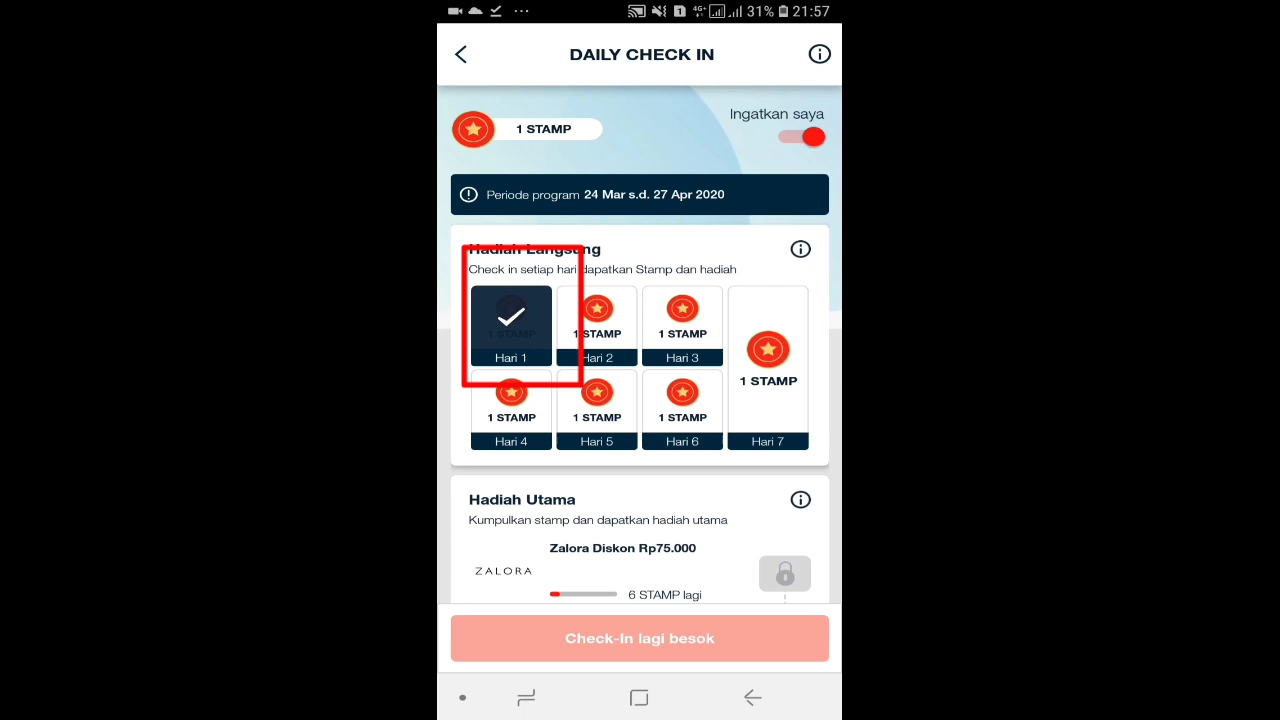 4G+ 31% 21:57
DAILY CHECK IN
Ingatkan saya
1 STAMP
Periode program 24 Mar s.d. 27 Apr 2020
Hadiah Langsung
Check in setiap hari dapatkan Stamp dan hadiah
1 STAMP 1 STAMP 1 STAMP
Hari 1 Hari 2 Hari 3
1 STAMP
1 STAMP 1 STAMP 1 STAMP
Hari 4 Hari 5 Hari 6 Hari 7
Hadiah Utama
Kumpulkan stamp dan dapatkan hadiah utama
Zalora Diskon Rp75.000
ZALORA
6 STAMP lagi
Check-In lagi besok